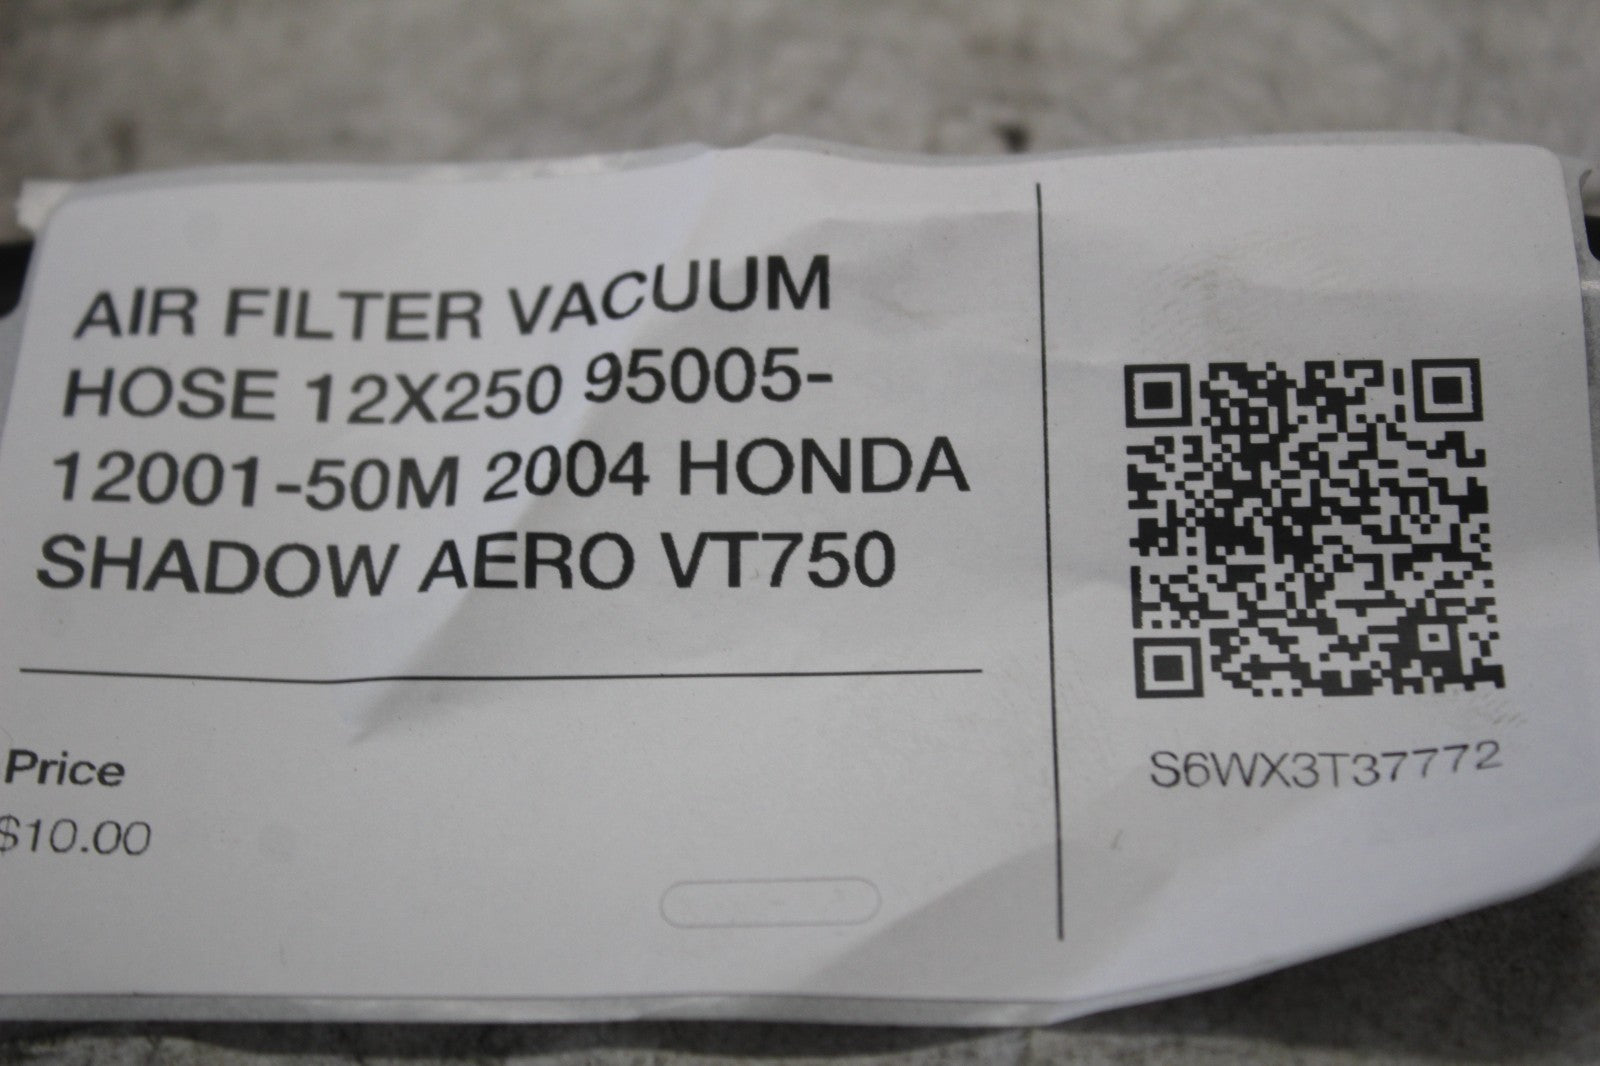 AIR FILTER VACUUM
HOSE 12X250 95005-
12001-50M 2004 HONDA
SHADOW AERO VT750
Price
$10.00
S6WX3T37772